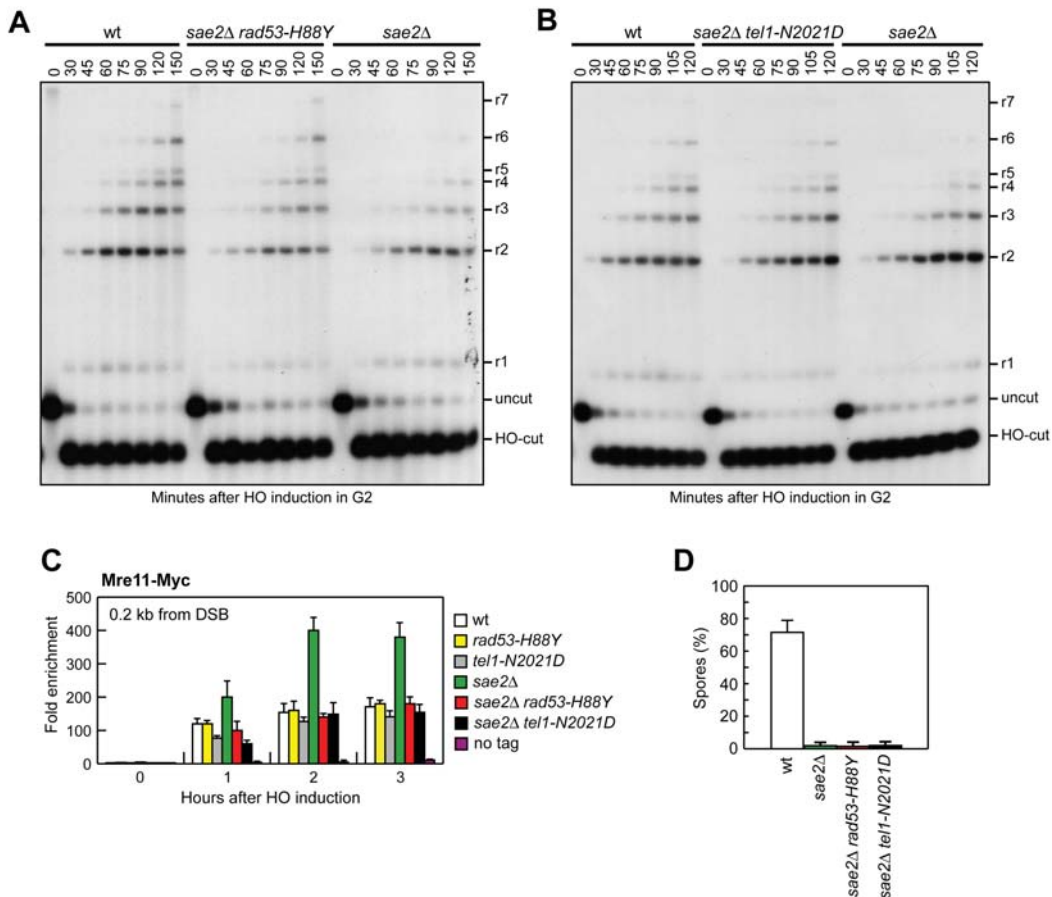 A
wt
sae2Δ rad53-H88Y
sae2Δ
0 30 45 60 75 90 120 150 0 30 45 60 75 90 120 150 0 30 45 60 75 90 120 150
r7
r6
r5
r4
r3
r2
r1
uncut
HO-cut
Minutes after HO induction in G2
B
wt
sae2Δ tel1-N2021D
sae2Δ
0 30 45 60 75 90 105 120 0 30 45 60 75 90 105 120 0 30 45 60 75 90 105 120
r7
r6
r5
r4
r3
r2
r1
uncut
HO-cut
Minutes after HO induction in G2
C
Mre11-Myc
0.2 kb from DSB
Fold enrichment
500
400
300
200
100
0
0 1 2 3
Hours after HO induction
wt
rad53-H88Y
tel1-N2021D
sae2Δ
sae2Δ rad53-H88Y
sae2Δ tel1-N2021D
no tag
D
Spores (%)
100
80
60
40
20
0
wt
sae2Δ
sae2Δ rad53-H88Y
sae2Δ tel1-N2021D